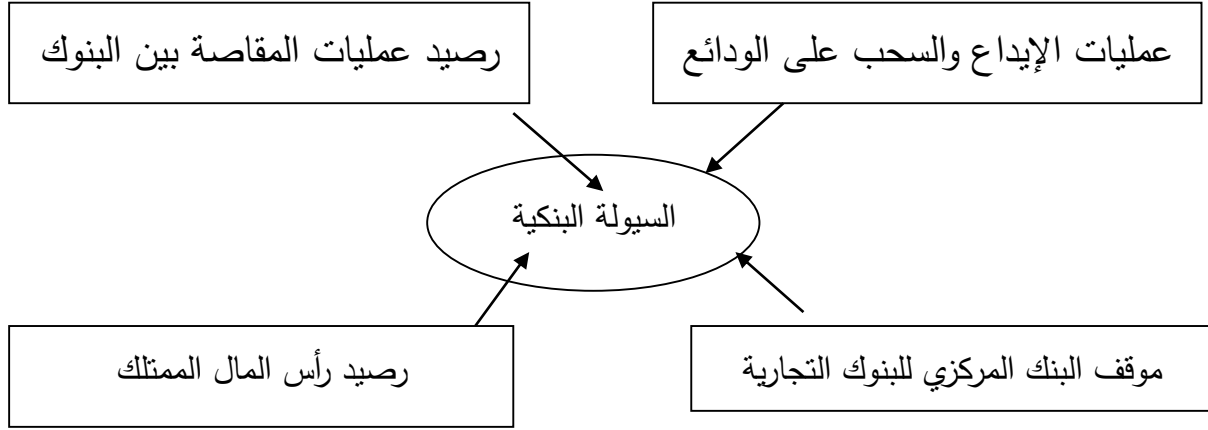 عمليات الإيداع والسحب على الودائع
رصيد عمليات المقاصة بين البنوك
السيولة البنكية
موقف البنك المركزي للبنوك التجارية
رصيد رأس المال الممتلك